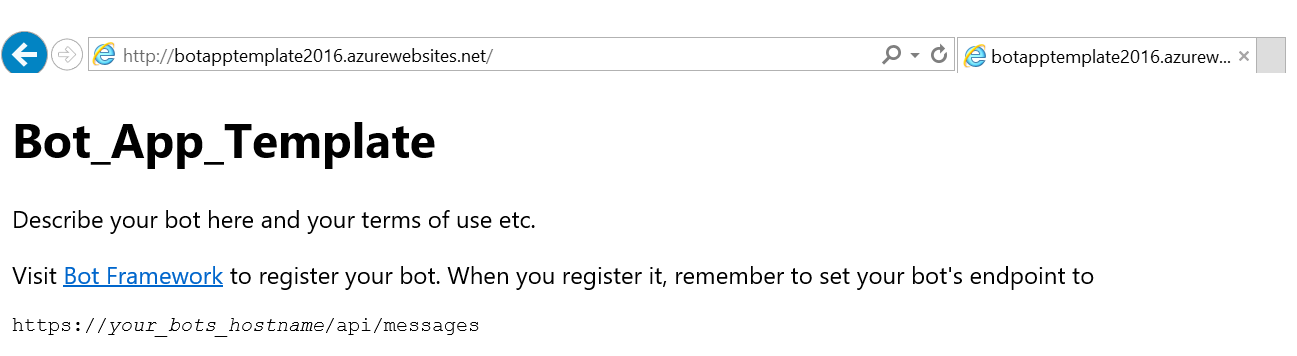 http://botapptemplate2016.azurewebsites.net/
botapptemplate2016.azurew...
Bot_App_Template
Describe your bot here and your terms of use etc.
Visit Bot Framework to register your bot. When you register it, remember to set your bot's endpoint to
https://your_bots_hostname/api/messages